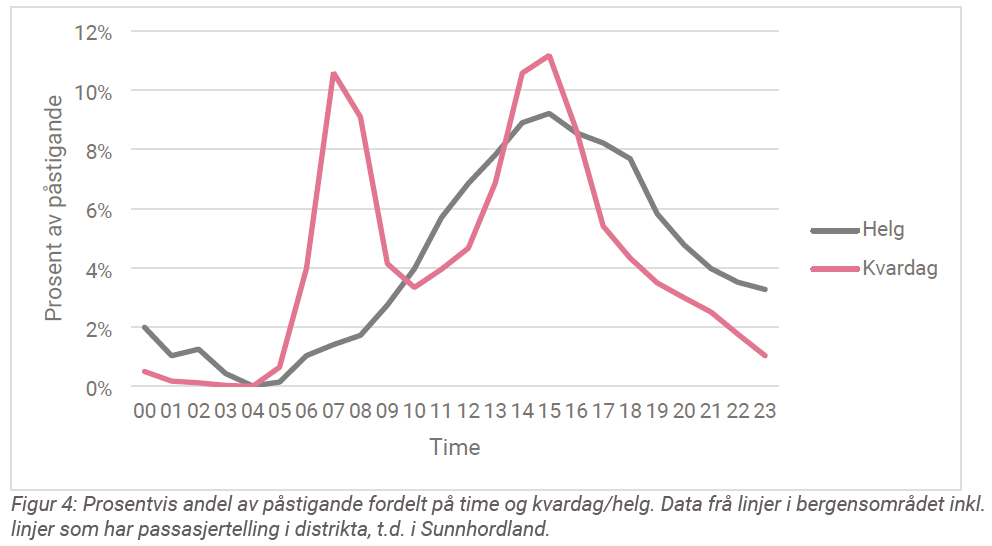 12%
10%
8%
6%
4%
2%
0%
Prosent av påstigande
00 01 02 03 04 05 06 07 08 09 10 11 12 13 14 15 16 17 18 19 20 21 22 23
Time
Helg
Kvardag
Figur 4: Prosentvis andel av påstigande fordelt på time og kvardag/helg. Data frå linjer i bergensområdet inkl.
linjer som har passasjertelling i distrikta, t.d. i Sunnhordland.